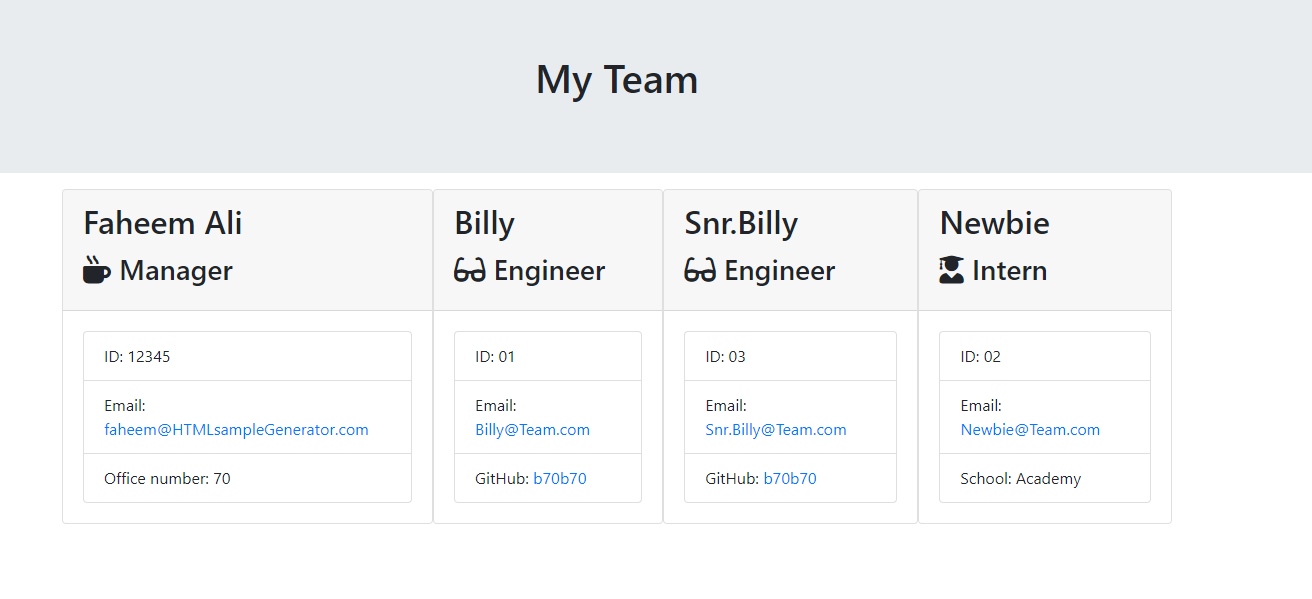 My Team
Faheem Ali
Manager
ID: 12345
Email:
faheem@HTMLsampleGenerator.com
Office number: 70
Billy
Engineer
ID: 01
Email:
Billy@Team.com
GitHub: b70b70
Snr.Billy
Engineer
ID: 03
Email:
Snr.Billy@Team.com
GitHub: b70b70
Newbie
Intern
ID: 02
Email:
Newbie@Team.com
School: Academy